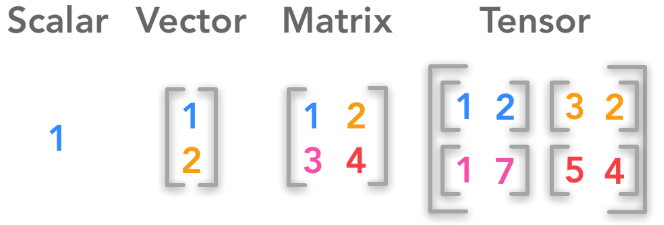 Scalar Vector Matrix Tensor
1 2 3 2
1 1 2
1
2 3 4
1 7 5 4